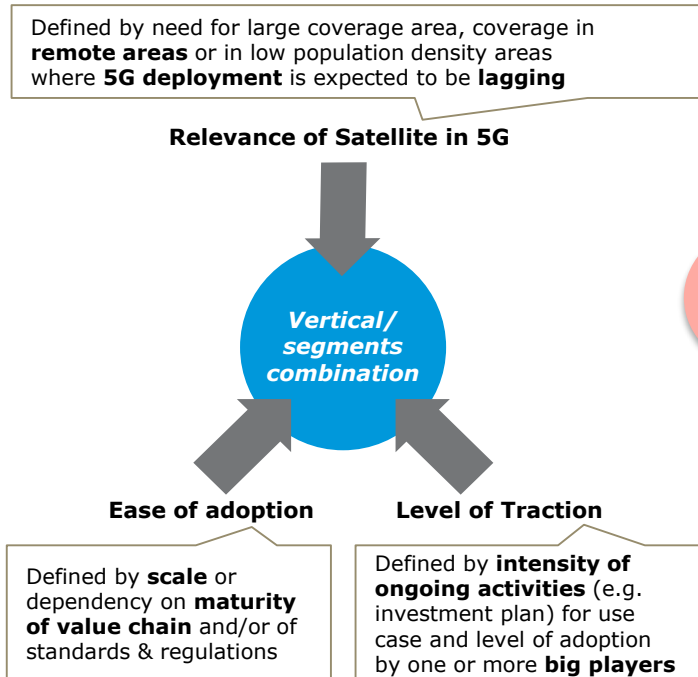 Defined by need for large coverage area, coverage in
remote areas or in low population density areas
where 5G deployment is expected to be lagging
Relevance of Satellite in 5G
Vertical/
segments
combination
Ease of adoption
Level of Traction
Defined by scale or
dependency on maturity
of value chain and/or of
standards & regulations
Defined by intensity of
ongoing activities (e.g.
investment plan) for use
case and level of adoption
by one or more big players